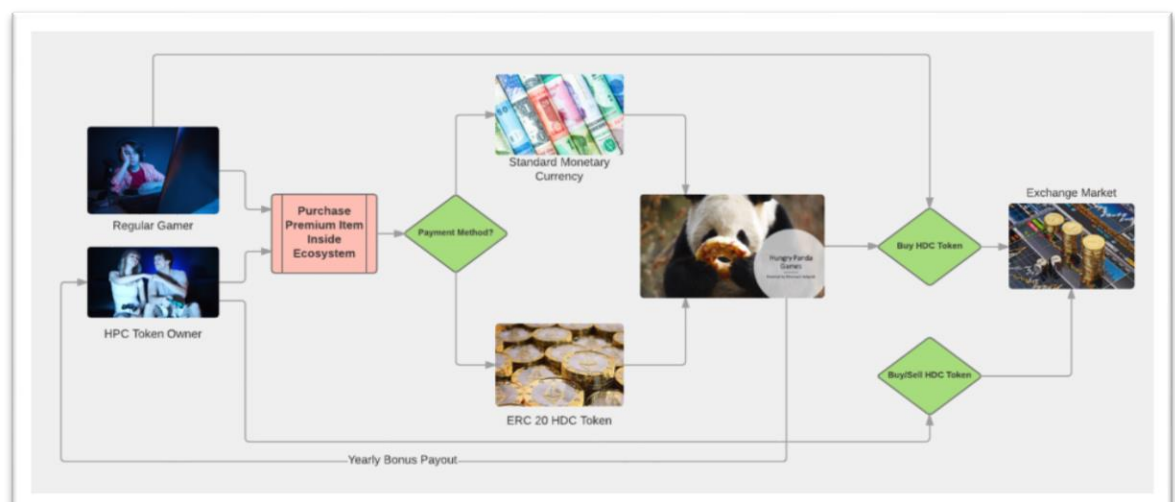 Regular Gamer
HPC Token Owner
Purchase
Premium Item
Inside
Ecosystem
Payment Method?
Standard Monetary
Currency
ERC 20 HDC Token
Hungry Panda
Games
Buy HDC Token
Exchange Market
Buy/Sell HDC Token
Yearly Bonus Payout